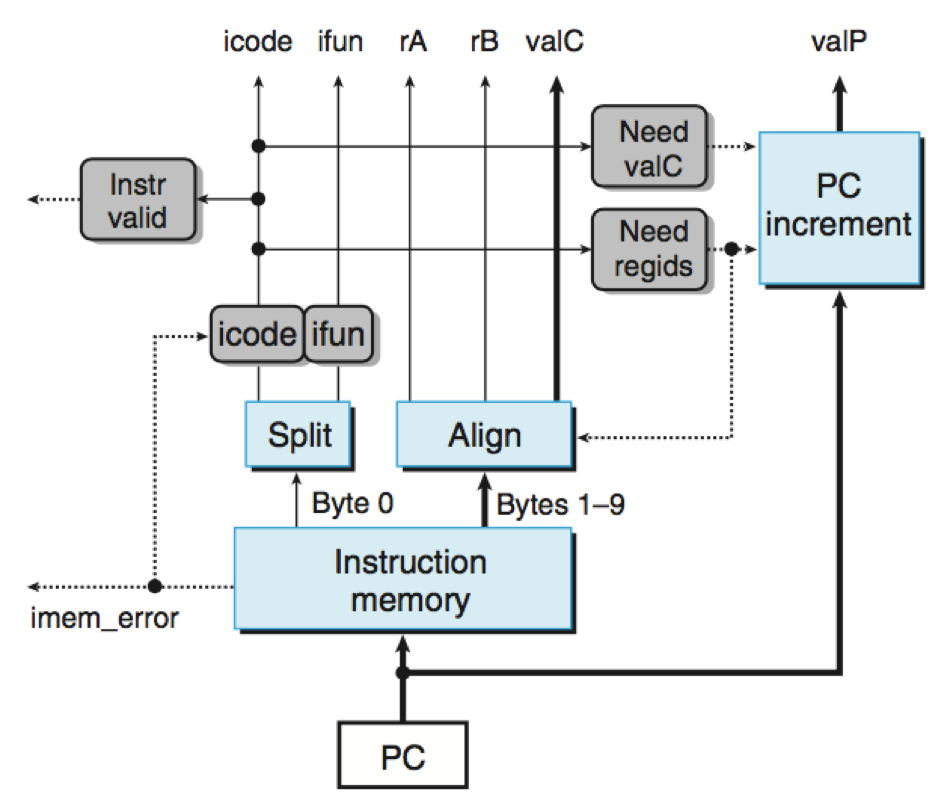 icode ifun rA rB valC valP
Need
valC
Instr
valid
PC
increment
Need
regids
icode ifun
Split Align
Byte 0 Bytes 1–9
Instruction
memory
imem_error
PC